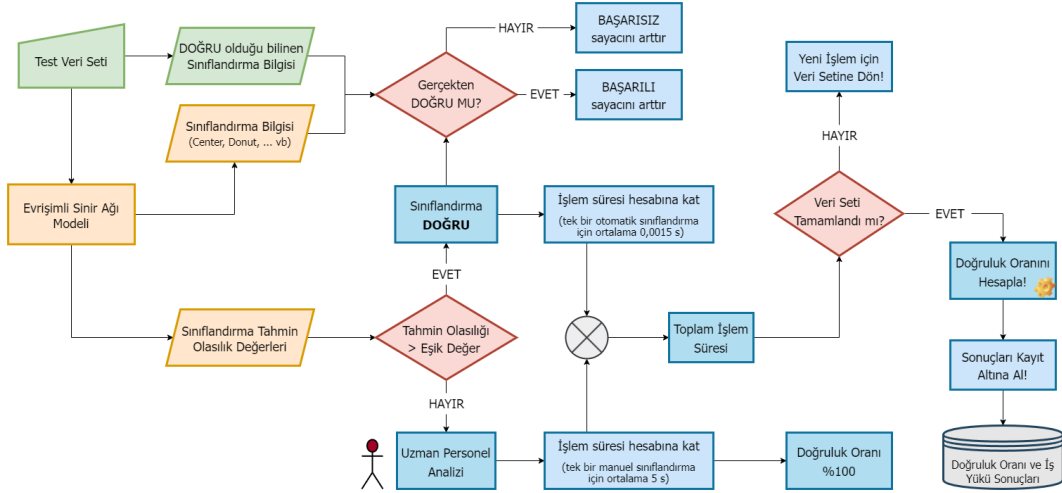 Test Veri Seti
DOĞRU olduğu bilinen
Sınıflandırma Bilgisi
Sınıflandırma Bilgisi
(Center, Donut, ... vb)
Evrişimli Sinir Ağı
Modeli
Sınıflandırma Tahmin
Olasılık Değerleri
Gerçekten
DOĞRU MU?
HAYIR
BAŞARISIZ
sayacını arttır
EVET
BAŞARILI
sayacını arttır
Sınıflandırma
DOĞRU
İşlem süresi hesabına kat
(tek bir otomatik sınıflandırma
için ortalama 0,0015 s)
EVET
Tahmin Olasılığı
> Eşik Değer
HAYIR
Uzman Personel
Analizi
İşlem süresi hesabına kat
(tek bir manuel sınıflandırma
için ortalama 5 s)
Doğruluk Oranı
%100
Toplam İşlem
Süresi
Yeni İşlem için
Veri Setine Dön!
HAYIR
Veri Seti
Tamamlandı mı?
EVET
Doğruluk Oranını
Hesapla!
Sonuçları Kayıt
Altına Al!
Doğruluk Oranı ve İş
Yükü Sonuçları